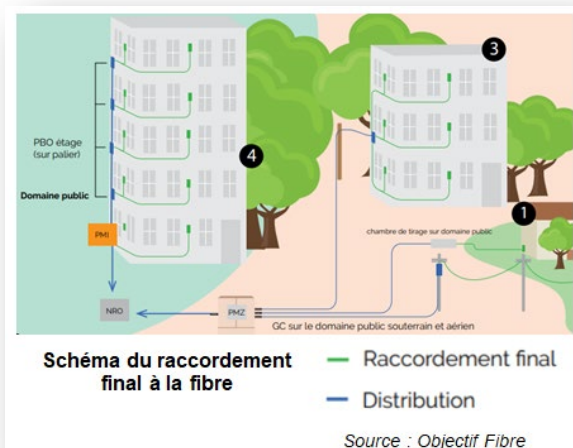 3
PBO étage
(sur palier)
4
Domaine public
1
PMI
chambre de tirage sur domaine public
NRO
PMZ
GC sur le domaine public souterrain et aérien
Schéma du raccordement
final à la fibre
Raccordement final
Distribution
Source : Objectif Fibre